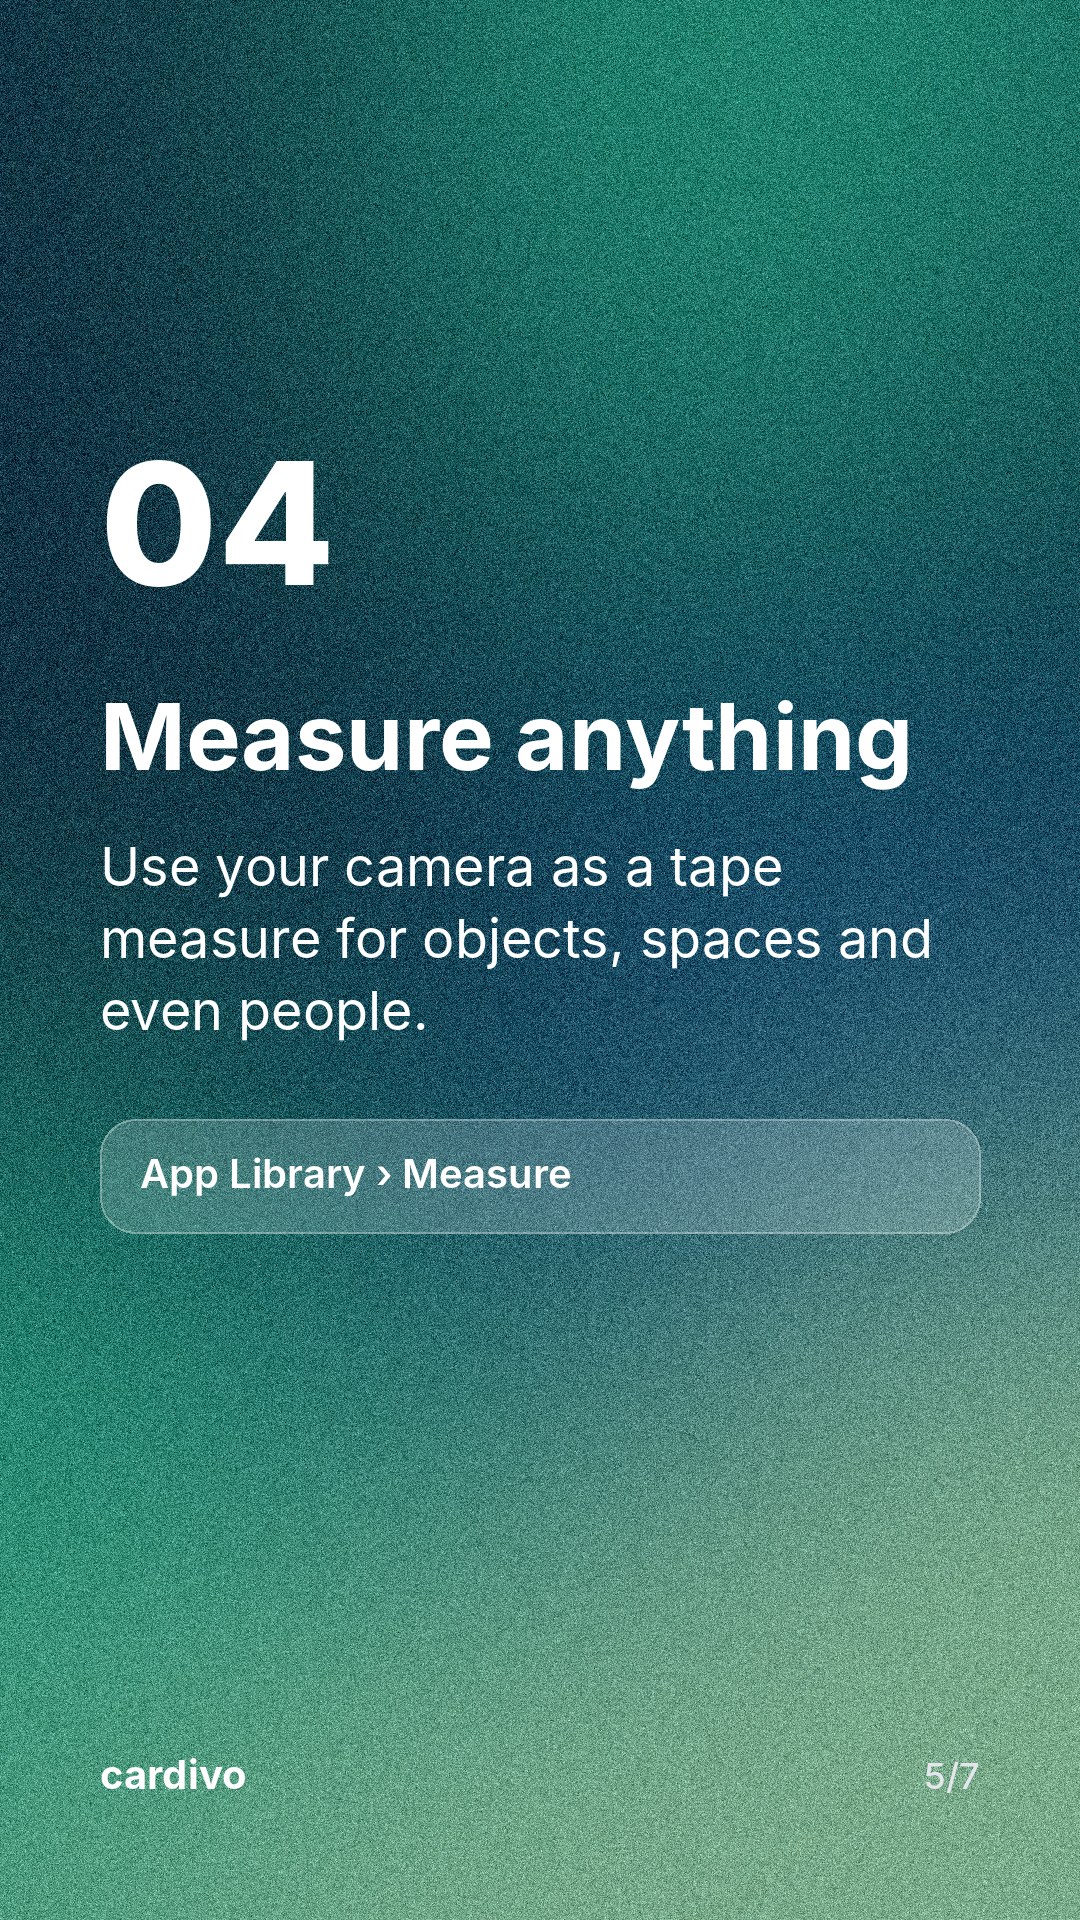 04
Measure anything
Use your camera as a tape
measure for objects, spaces and
even people.
App Library › Measure
cardivo
5/7